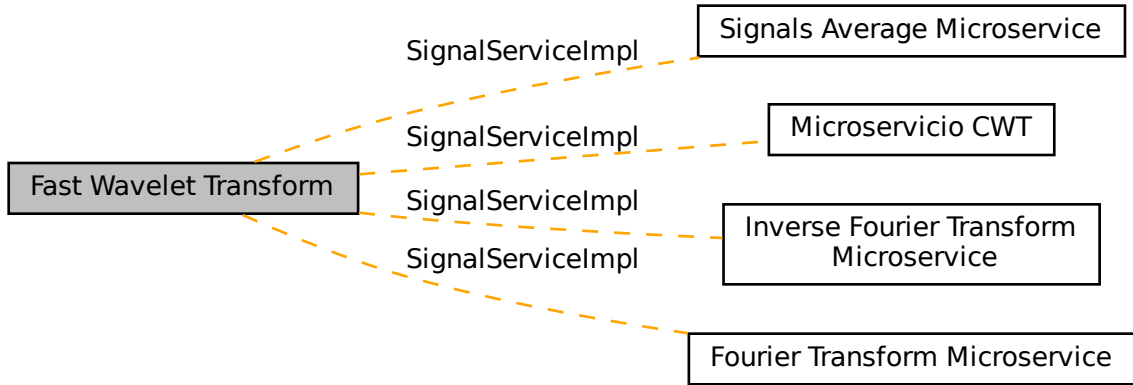 Signals Average Microservice
SignalServiceImpl
Microservicio CWT
SignalServiceImpl
Fast Wavelet Transform
SignalServiceImpl
Inverse Fourier Transform
Microservice
SignalServiceImpl
Fourier Transform Microservice